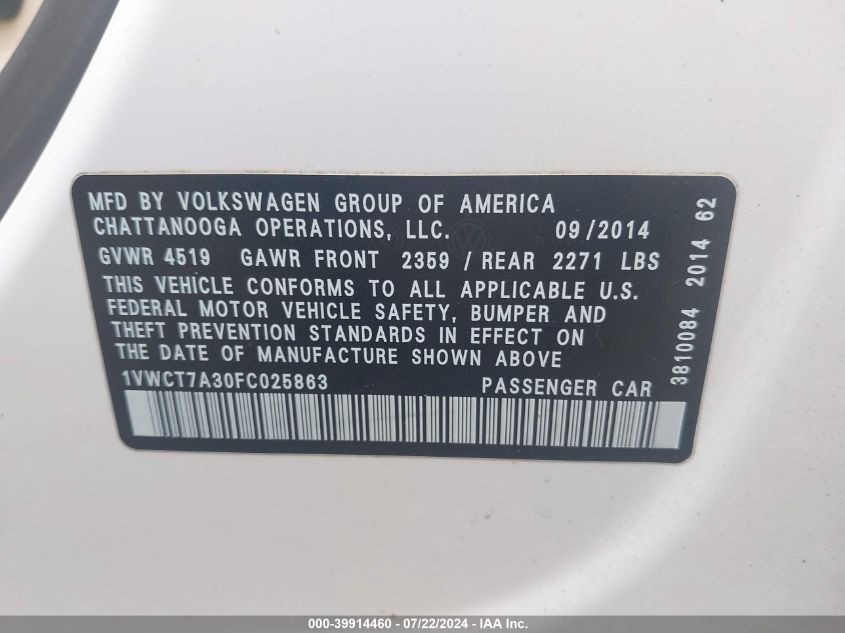 MFD BY VOLKSWAGEN GROUP OF AMERICA
CHATTANOOGA OPERATIONS, LLC. 09/2014
GVWR 4519 GAWR FRONT 2359 / REAR 2271 LBS
THIS VEHICLE CONFORMS TO ALL APPLICABLE U.S.
FEDERAL MOTOR VEHICLE SAFETY, BUMPER AND
THEFT PREVENTION STANDARDS IN EFFECT ON
THE DATE OF MANUFACTURE SHOWN ABOVE
1VWCT7A30FC025863 PASSENGER CAR
3810084 2014 62
000-39914460 - 07/22/2024 - IAA Inc.